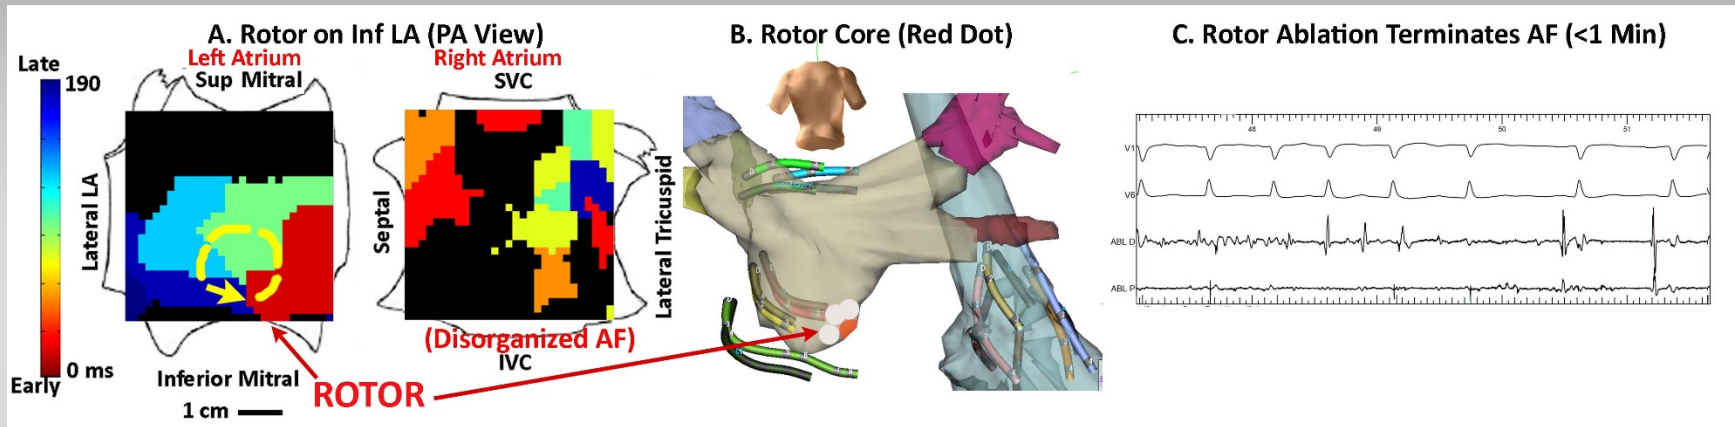 A. Rotor on Inf LA (PA View)
Left Atrium
Right Atrium
Late
190
Sup Mitral
SVC
Lateral LA
Septal
Lateral Tricuspid
(Disorganized AF)
IVC
0 ms
Early
Inferior Mitral
1 cm
ROTOR
B. Rotor Core (Red Dot)
C. Rotor Ablation Terminates AF (<1 Min)
48 49 50 51
V1
V6
ABL D
ABL P